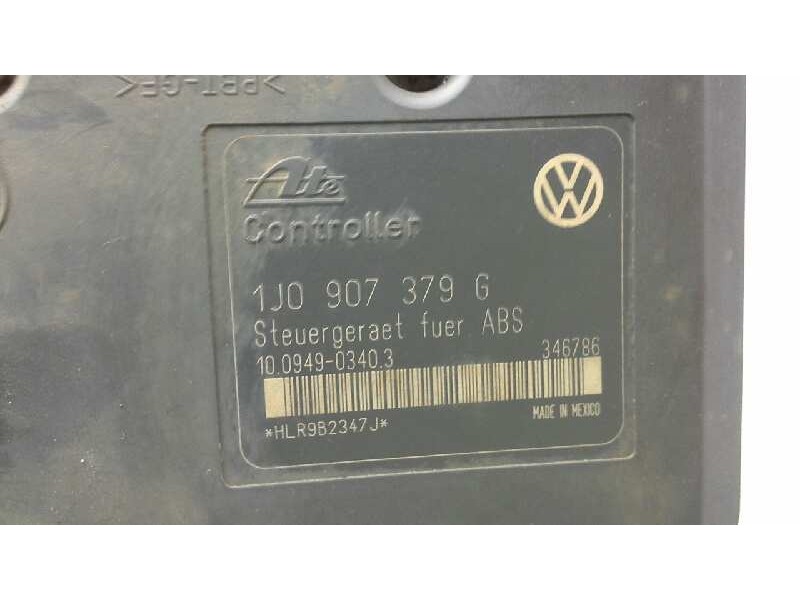 >PBT-GF<
Ate
Controller
1J0 907 379 G
Steuergeraet fuer ABS
10.0949-0340.3 346786
*HLR9B2347J* MADE IN MEXICO